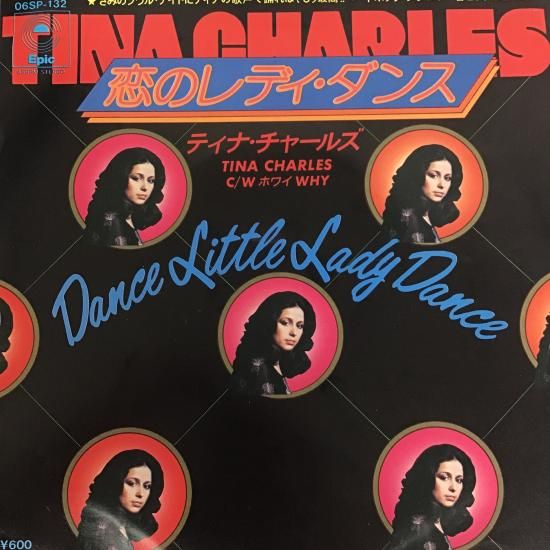 06SP-132
Epic
TINA CHARLES
恋のレディ・ダンス
ティナ・チャールズ
TINA CHARLES
C/W ホワイ WHY
Dance Little Lady Dance
¥600